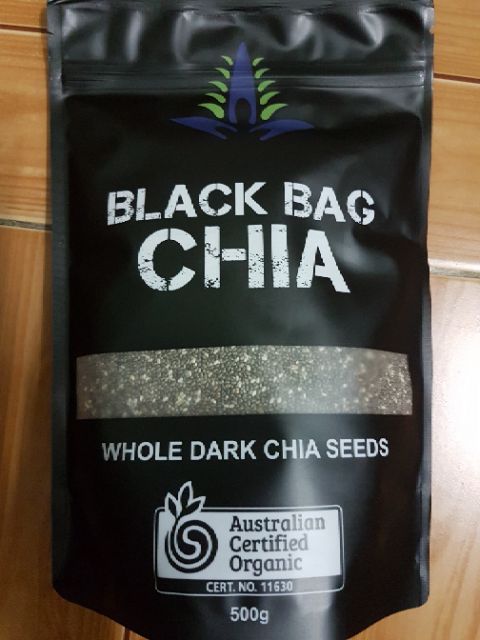 BLACK BAG
CHIA
WHOLE DARK CHIA SEEDS
Australian
Certified
Organic
CERT. NO. 11630
500g